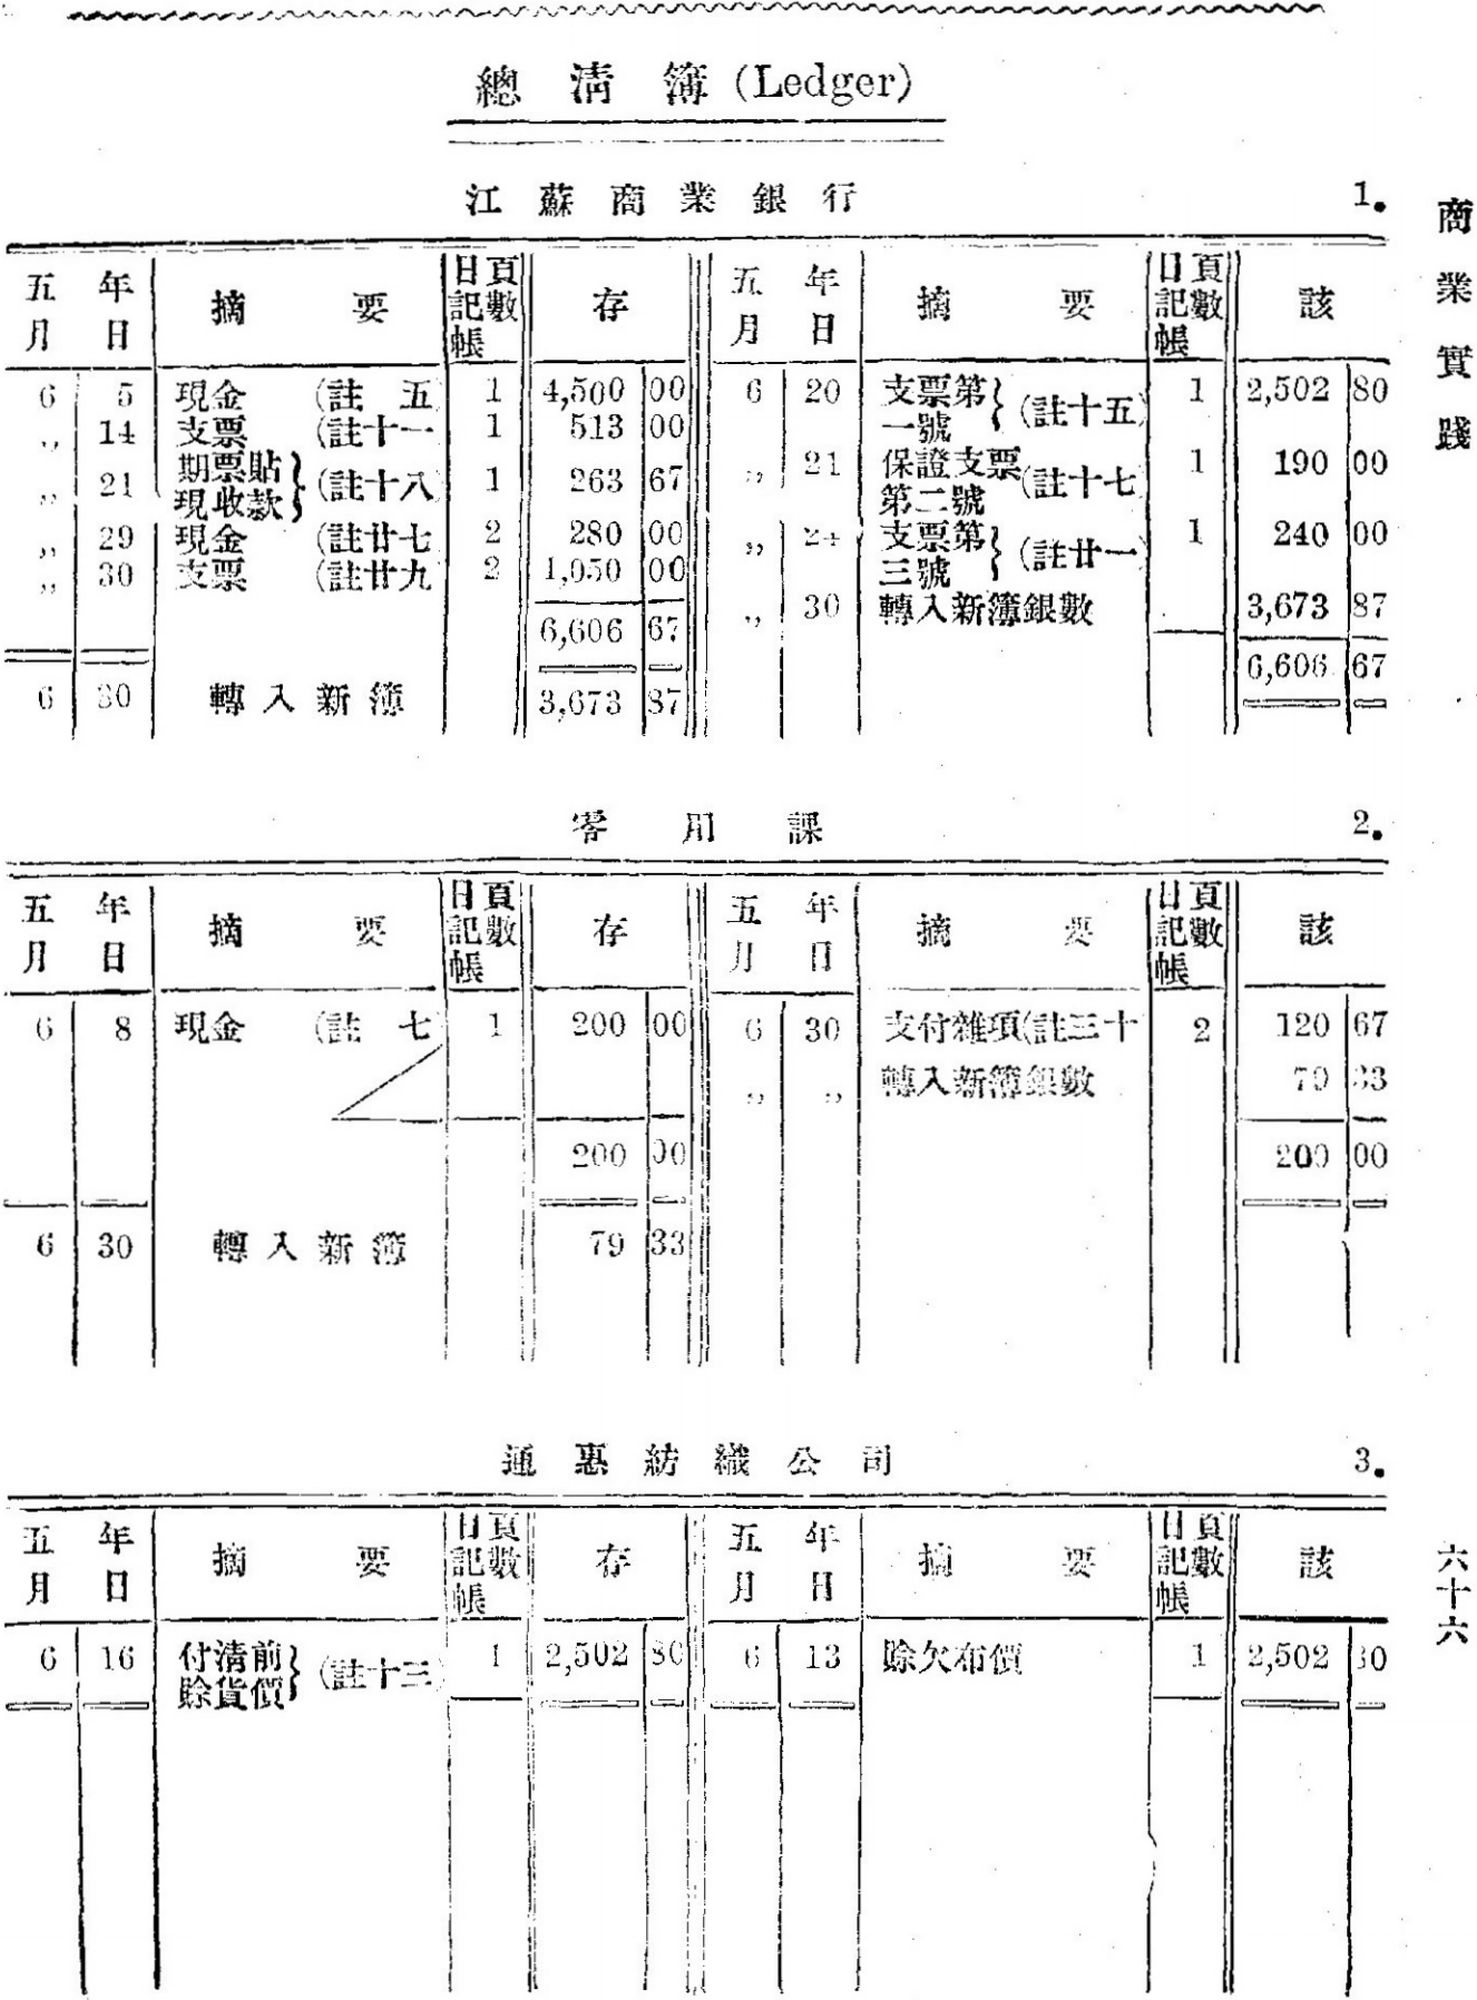 總清簿(Ledger)
江蘇商業銀行 1.
五年 摘要 日記帳頁數 存 五年 摘要 日記帳頁數 該
月日 月日
6 5 現金 (註五) 1 4,500 00 6 20 支票第一號 (註十五) 1 2,502 80
〃 14 支票 (註十一 1 513 00
〃 21 期票貼現收款 (註十八) 1 263 67 〃 21 保證支票第二號 (註十七 1 190 00
〃 29 現金 (註廿七 2 280 00 〃 24 支票第三號 (註廿一) 1 240 00
〃 30 支票 (註廿九 2 1,050 00 〃 30 轉入新簿銀數 3,673 87
6,606 67 6,606 67
6 30 轉入新簿 3,673 87
零用課 2.
五年 摘要 日記帳頁數 存 五年 摘要 日記帳頁數 該
月日 月日
6 8 現金 (註七) 1 200 00 6 30 支付雜項(註三十 2 120 67
〃 〃 轉入新簿銀數 79 33
200 00 200 00
6 30 轉入新簿 79 33
通惠紡織公司 3.
五年 摘要 日記帳頁數 存 五年 摘要 日記帳頁數 該
月日 月日
6 16 付清前賒貨價 (註十三) 1 2,502 80 6 13 賒欠布價 1 2,502 80
商業實踐
六十六